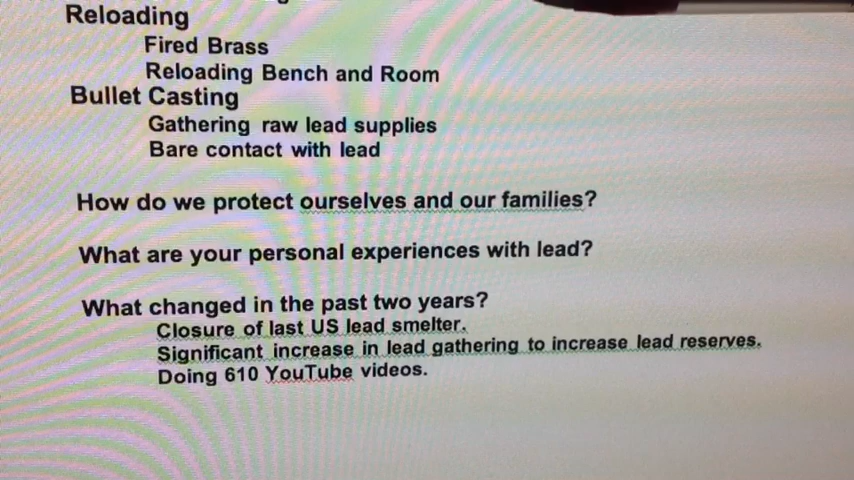 Reloading
Fired Brass
Reloading Bench and Room
Bullet Casting
Gathering raw lead supplies
Bare contact with lead
How do we protect ourselves and our families?
What are your personal experiences with lead?
What changed in the past two years?
Closure of last US lead smelter.
Significant increase in lead gathering to increase lead reserves.
Doing 610 YouTube videos.